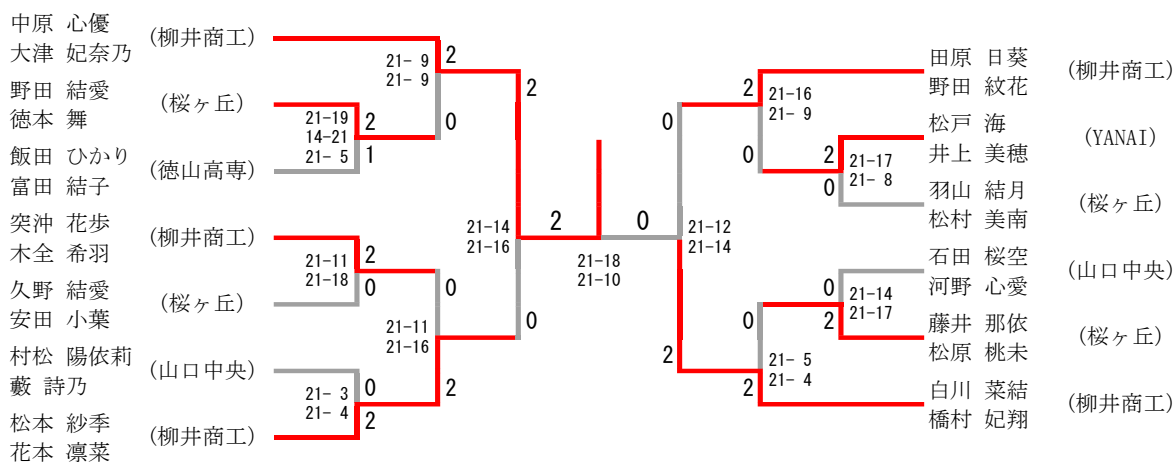 中原 心優
大津 妃奈乃
(柳井商工)
野田 結愛
徳本 舞
(桜ヶ丘)
飯田 ひかり
富田 結子
(徳山高専)
突沖 花歩
木全 希羽
(柳井商工)
久野 結愛
安田 小葉
(桜ヶ丘)
村松 陽依莉
藪 詩乃
(山口中央)
松本 紗季
花本 凛菜
(柳井商工)
21- 9
21- 9
2
0
21-19
14-21
21- 5
2
1
21-11
21-18
2
0
21- 3
21- 4
0
2
21-11
21-16
0
2
21-14
21-16
2
0
2
0
21-18
21-10
21-12
21-14
0
2
21-16
21- 9
2
0
21-17
21- 8
2
0
21-14
21-17
0
2
21- 5
21- 4
0
2
田原 日葵
野田 紋花
(柳井商工)
松戸 海
井上 美穂
(YANAI)
羽山 結月
松村 美南
(桜ヶ丘)
石田 桜空
河野 心愛
(山口中央)
藤井 那依
松原 桃未
(桜ヶ丘)
白川 菜結
橋村 妃翔
(柳井商工)